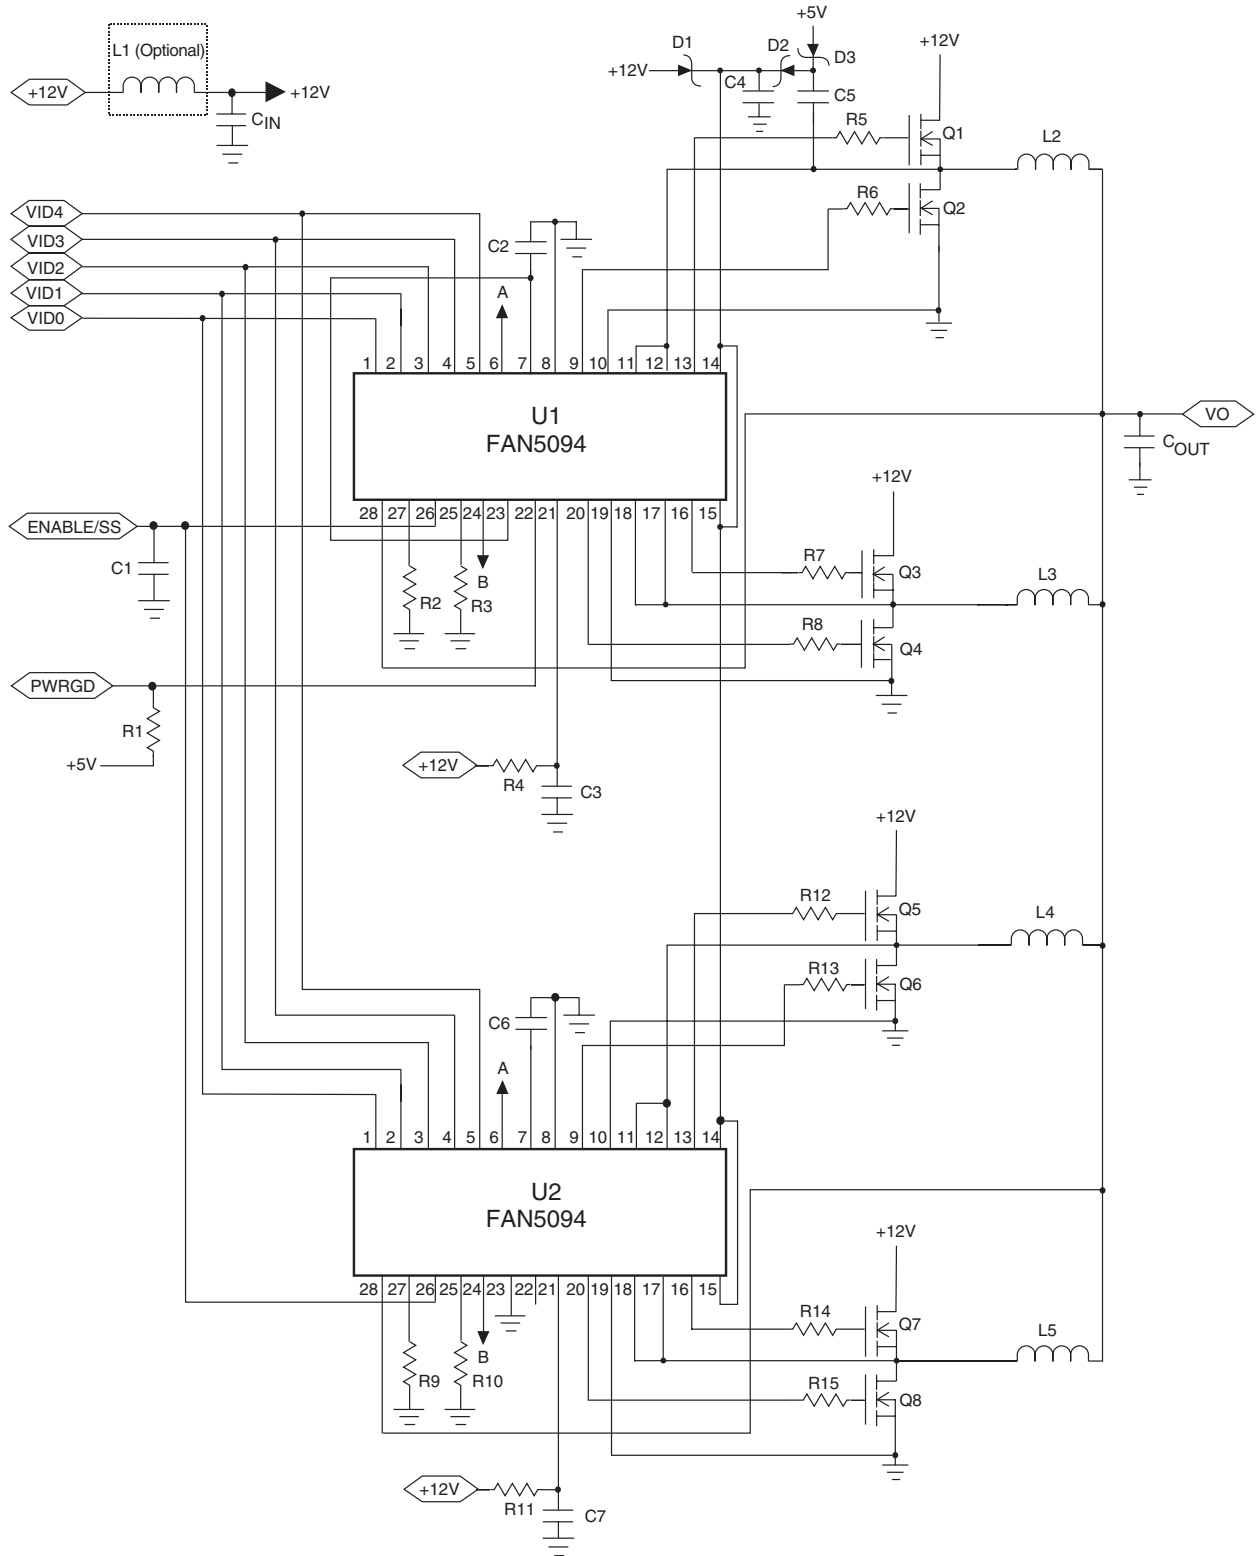 +5V
L1 (Optional)
D1
D2
D3
+12V
+12V
C4
C5
+12V
+12V
CIN
R5
Q1
L2
R6
Q2
VID4
VID3
VID2
VID1
VID0
C2
A
1 2 3 4 5 6 7 8 9 10 11 12 13 14
U1
FAN5094
VO
COUT
+12V
28 27 26 25 24 23 22 21 20 19 18 17 16 15
ENABLE/SS
C1
R2
R3
B
R7
Q3
L3
R8
Q4
PWRGD
R1
+5V
+12V
R4
C3
+12V
R12
Q5
L4
R13
Q6
C6
A
1 2 3 4 5 6 7 8 9 10 11 12 13 14
U2
FAN5094
+12V
28 27 26 25 24 23 22 21 20 19 18 17 16 15
R14
Q7
L5
R9
R10
B
R15
Q8
+12V
R11
C7